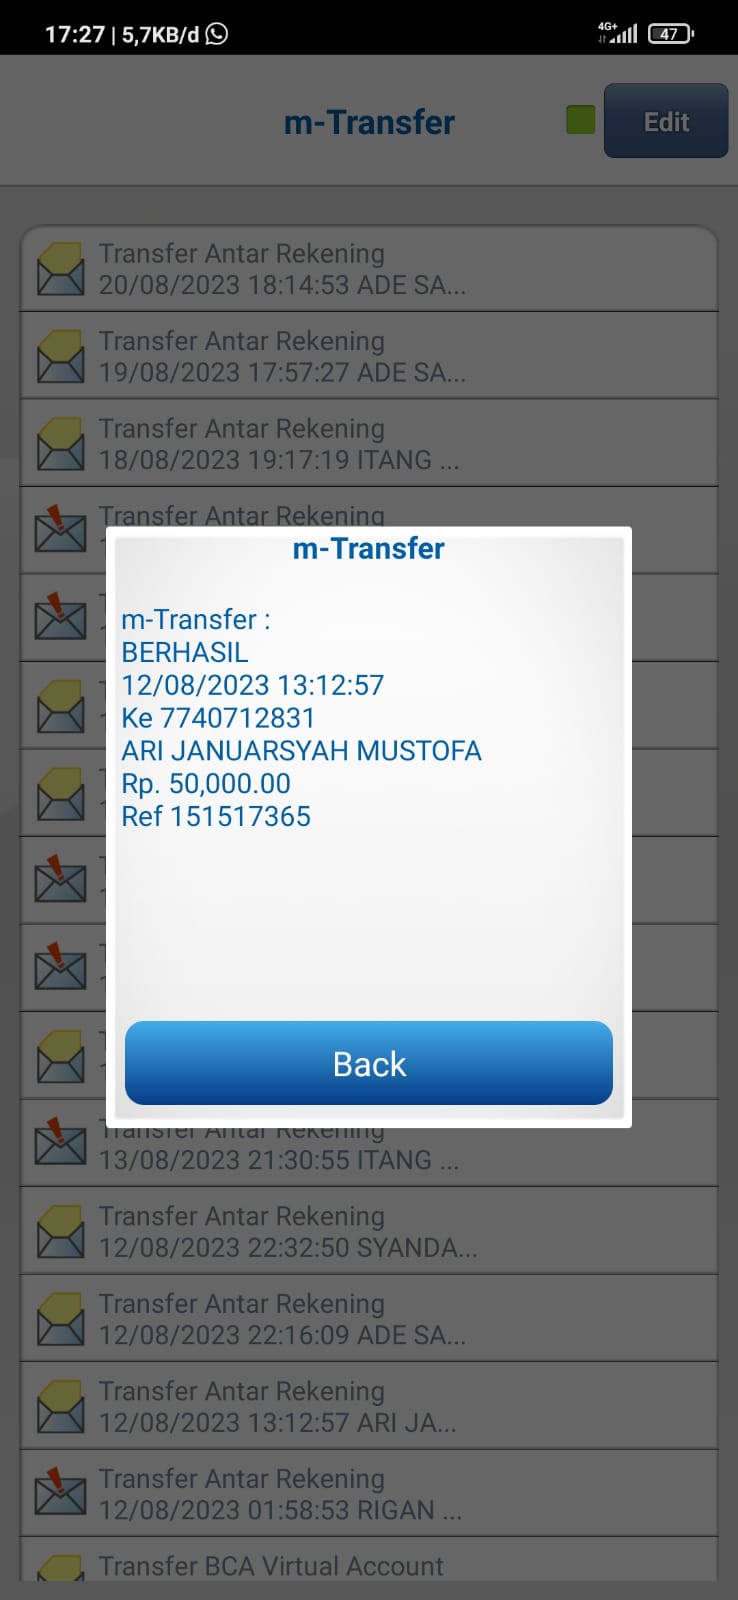 17:27 | 5,7KB/d
4G+
47
m-Transfer
Edit
Transfer Antar Rekening
20/08/2023 18:14:53 ADE SA...
Transfer Antar Rekening
19/08/2023 17:57:27 ADE SA...
Transfer Antar Rekening
18/08/2023 19:17:19 ITANG ...
Transfer Antar Rekening
m-Transfer
m-Transfer :
BERHASIL
12/08/2023 13:12:57
Ke 7740712831
ARI JANUARSYAH MUSTOFA
Rp. 50,000.00
Ref 151517365
Back
Transfer Antar Rekening
13/08/2023 21:30:55 ITANG ...
Transfer Antar Rekening
12/08/2023 22:32:50 SYANDA...
Transfer Antar Rekening
12/08/2023 22:16:09 ADE SA...
Transfer Antar Rekening
12/08/2023 13:12:57 ARI JA...
Transfer Antar Rekening
12/08/2023 01:58:53 RIGAN ...
Transfer BCA Virtual Account